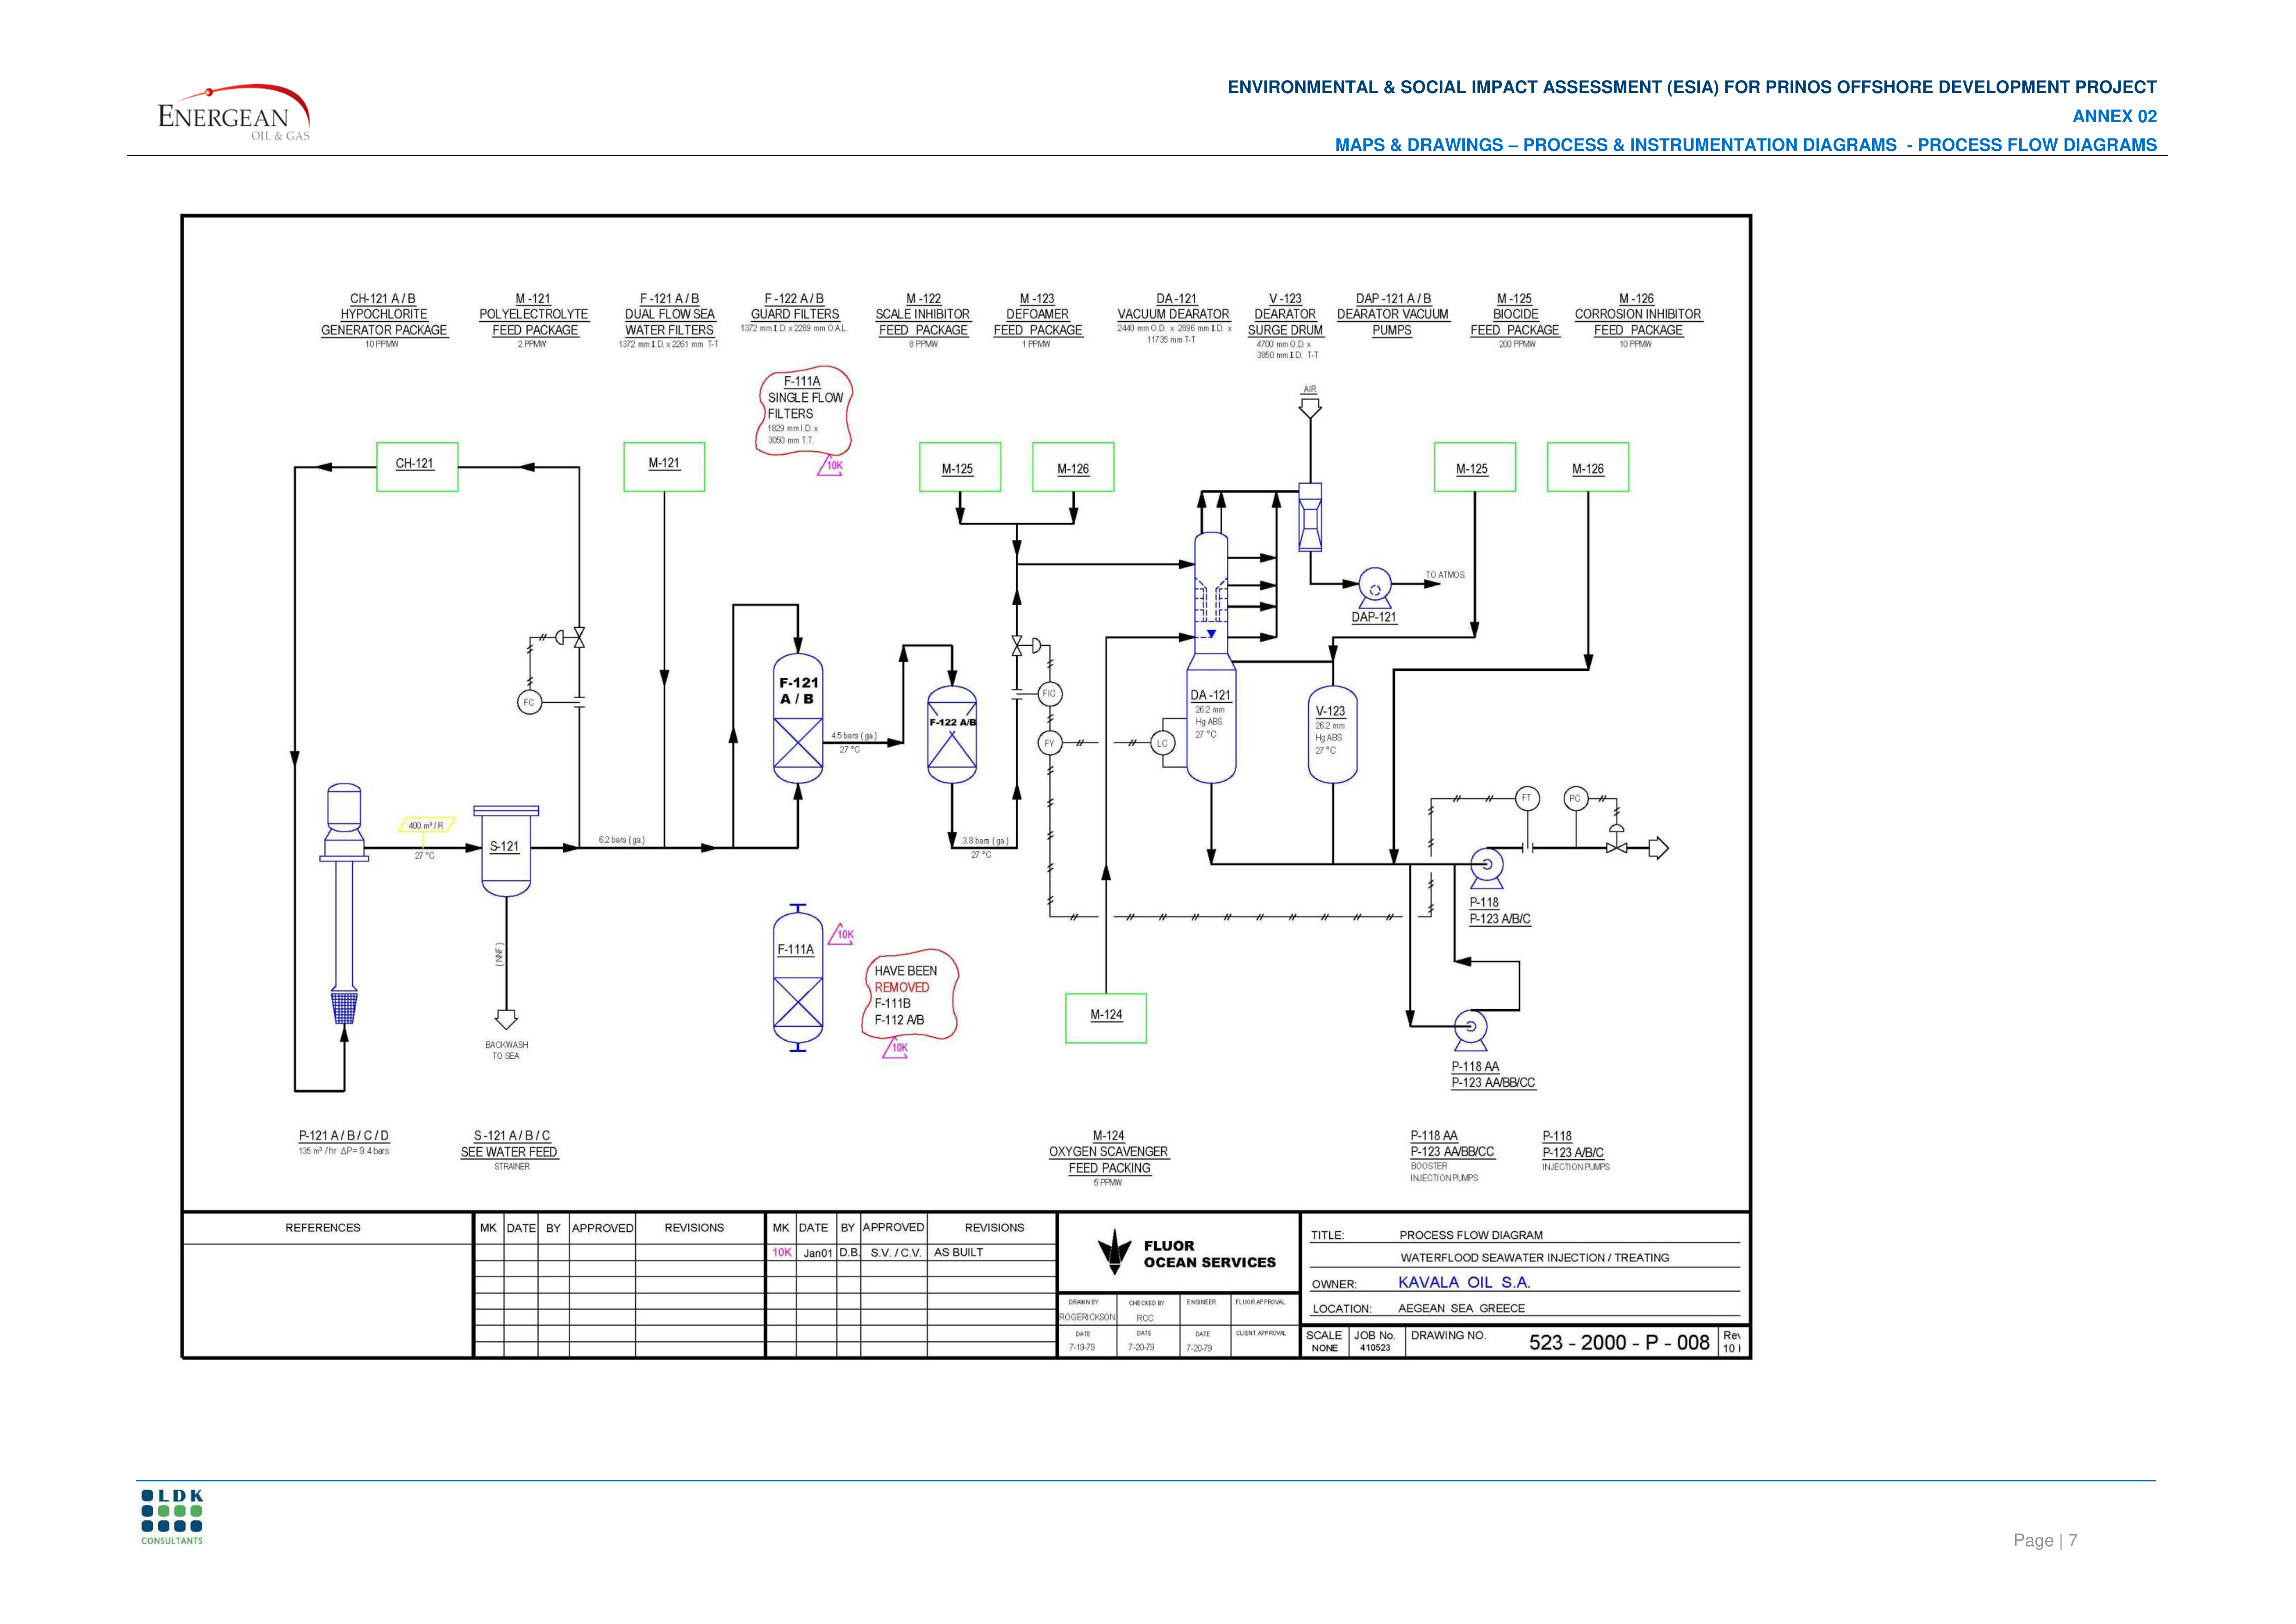 ENERGEAN
OIL & GAS
ENVIRONMENTAL & SOCIAL IMPACT ASSESSMENT (ESIA) FOR PRINOS OFFSHORE DEVELOPMENT PROJECT
ANNEX 02
MAPS & DRAWINGS – PROCESS & INSTRUMENTATION DIAGRAMS - PROCESS FLOW DIAGRAMS
CH-121 A / B
HYPOCHLORITE
GENERATOR PACKAGE
10 PPMW
M -121
POLYELECTROLYTE
FEED PACKAGE
2 PPMW
F -121 A / B
DUAL FLOW SEA
WATER FILTERS
1372 mm I.D. x 2261 mm T-T
F -122 A / B
GUARD FILTERS
1372 mm I.D. x 2289 mm O.A.L.
M -122
SCALE INHIBITOR
FEED PACKAGE
8 PPMW
M -123
DEFOAMER
FEED PACKAGE
1 PPMW
DA-121
VACUUM DEARATOR
2440 mm O.D. x 2896 mm I.D. x
11735 mm T-T
V -123
DEARATOR
SURGE DRUM
4700 mm O.D. x
3850 mm I.D. T-T
DAP -121 A / B
DEARATOR VACUUM
PUMPS
M -125
BIOCIDE
FEED PACKAGE
200 PPMW
M -126
CORROSION INHIBITOR
FEED PACKAGE
10 PPMW
F-111A
SINGLE FLOW
FILTERS
1829 mm I.D. x
3050 mm T.T.
10K
AIR
CH-121
M-121
M-125
M-126
M-125
M-126
TO ATMOS.
DAP-121
FC
F-121
A / B
F-122 A/B
FIC
FY
LC
DA -121
26.2 mm
Hg ABS.
27 °C
V-123
26.2 mm
Hg ABS.
27 °C
4.5 bars ( ga.)
27 °C
400 m³ / R
27 °C
S-121
6.2 bars ( ga.)
3.8 bars ( ga.)
27 °C
FT
PC
P-118
P-123 A/B/C
( NNF )
BACKWASH
TO SEA
F-111A
10K
HAVE BEEN
REMOVED
F-111B
F-112 A/B
10K
M-124
P-118 AA
P-123 AA/BB/CC
P-121 A / B / C / D
135 m³ / hr ΔP= 9.4 bars
S -121 A / B / C
SEE WATER FEED
STRAINER
M-124
OXYGEN SCAVENGER
FEED PACKING
5 PPMW
P-118 AA
P-123 AA/BB/CC
BOOSTER
INJECTION PUMPS
P-118
P-123 A/B/C
INJECTION PUMPS
REFERENCES
MK DATE BY APPROVED REVISIONS
MK DATE BY APPROVED REVISIONS
10K Jan01 D.B. S.V. / C.V. AS BUILT
FLUOR
OCEAN SERVICES
DRAWN BY CHECKED BY ENGINEER FLUOR APPROVAL
ROGERICKSON RCC
DATE DATE DATE CLIENT APPROVAL
7-19-79 7-20-79 7-20-79
TITLE: PROCESS FLOW DIAGRAM
WATERFLOOD SEAWATER INJECTION / TREATING
OWNER: KAVALA OIL S.A.
LOCATION: AEGEAN SEA GREECE
SCALE JOB No. DRAWING NO. 523 - 2000 - P - 008
NONE 410523
LDK
CONSULTANTS
Page | 7